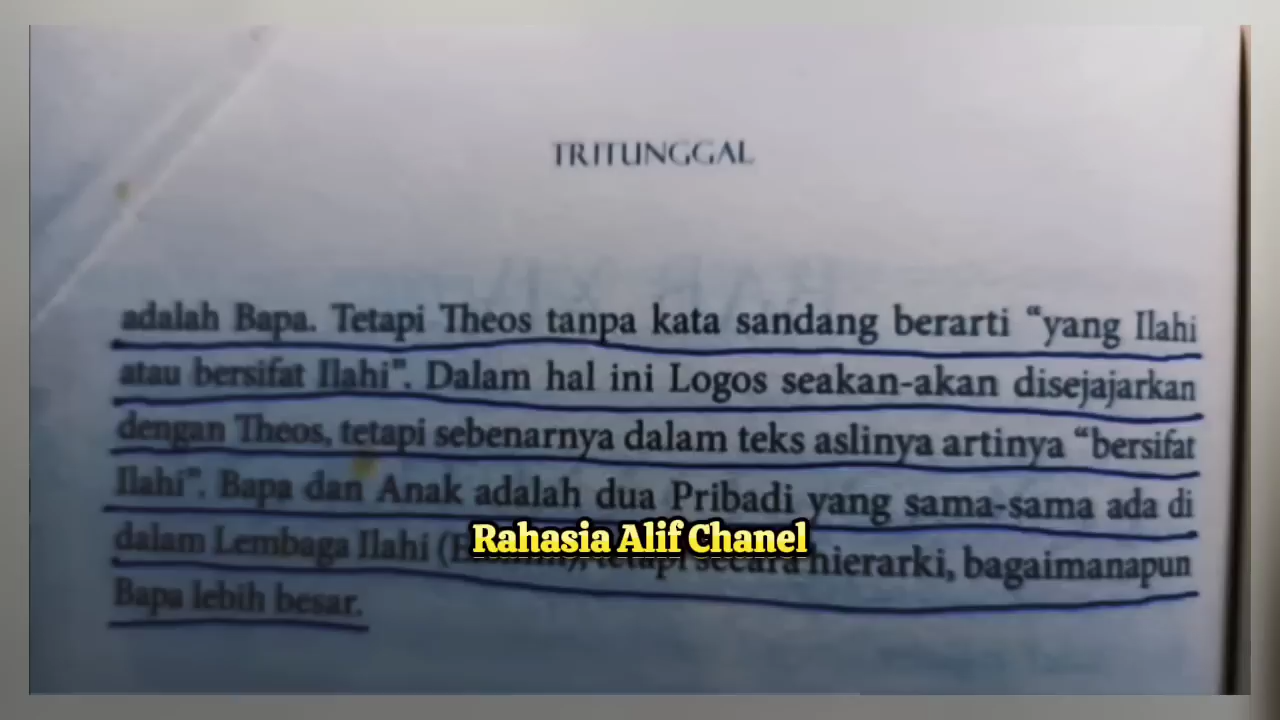 TRITUNGGAL
adalah Bapa. Tetapi Theos tanpa kata sandang berarti “yang Ilahi
atau bersifat Ilahi”. Dalam hal ini Logos seakan-akan disejajarkan
dengan Theos, tetapi sebenarnya dalam teks aslinya artinya “bersifat
Ilahi”. Bapa dan Anak adalah dua Pribadi yang sama-sama ada di
dalam Lembaga Ilahi tetapi secara hierarki, bagaimanapun
Rahasia Alif Chanel
Bapa lebih besar.